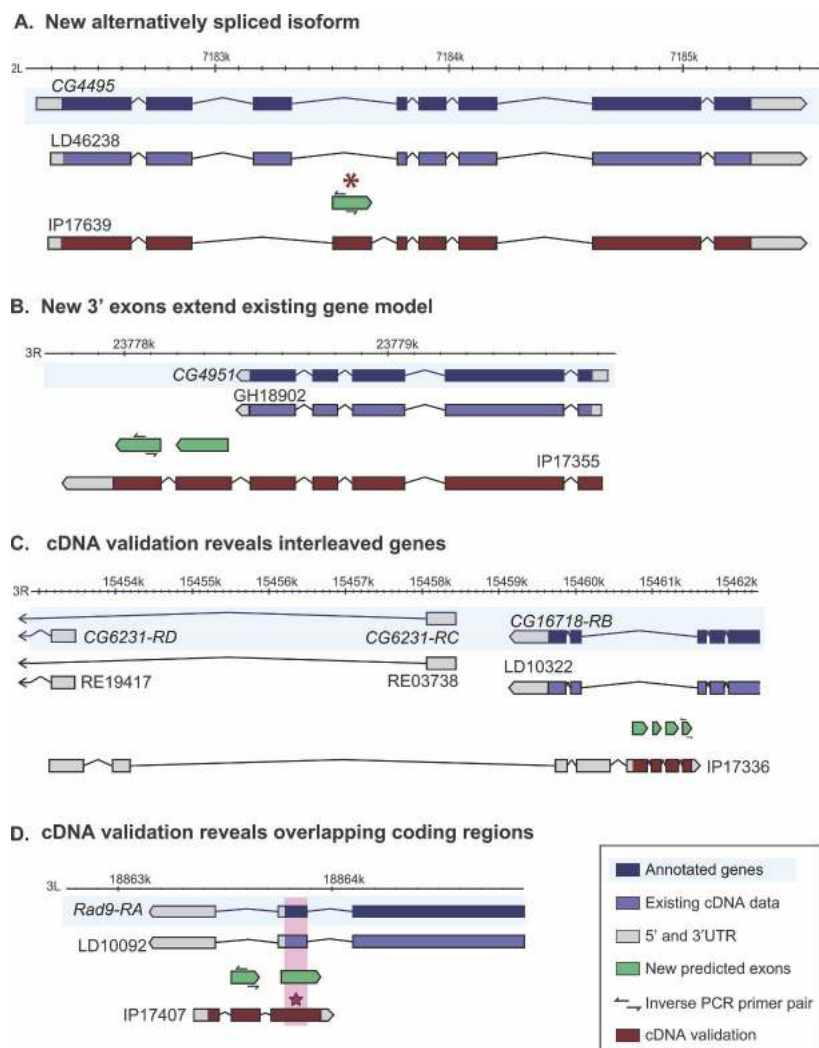 A. New alternatively spliced isoform
7183k 7184k 7185k
2L
CG4495
LD46238
*
IP17639
B. New 3' exons extend existing gene model
23778k 23779k
3R
CG4951
GH18902
IP17355
C. cDNA validation reveals interleaved genes
15454k 15455k 15456k 15457k 15458k 15459k 15460k 15461k 15462k
3R
CG6231-RD CG6231-RC CG16718-RB
RE19417 RE03738 LD10322
IP17336
D. cDNA validation reveals overlapping coding regions
18863k 18864k
3L
Rad9-RA
LD10092
IP17407
Annotated genes
Existing cDNA data
5' and 3'UTR
New predicted exons
Inverse PCR primer pair
cDNA validation